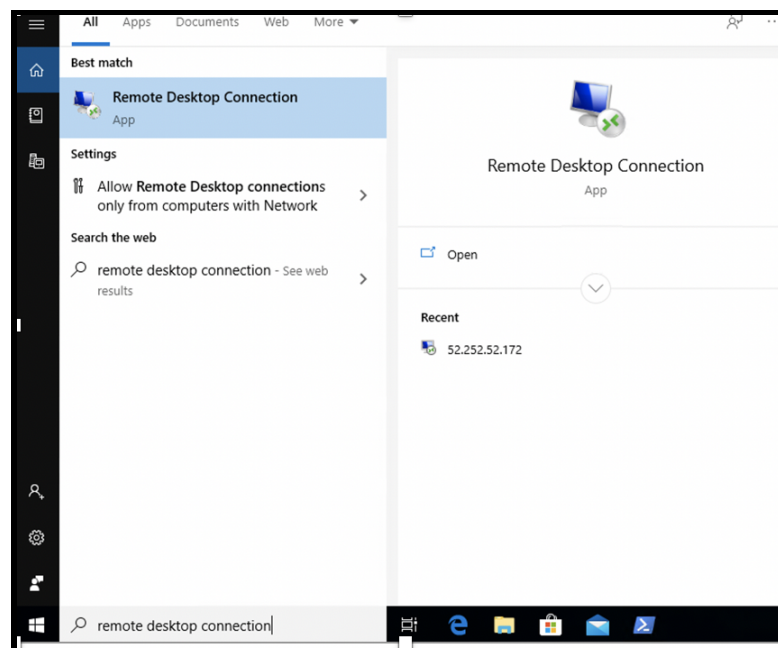 All Apps Documents Web More
Best match
Remote Desktop Connection
App
Settings
Allow Remote Desktop connections
only from computers with Network
Search the web
remote desktop connection - See web
results
remote desktop connection
Remote Desktop Connection
App
Open
Recent
52.252.52.172